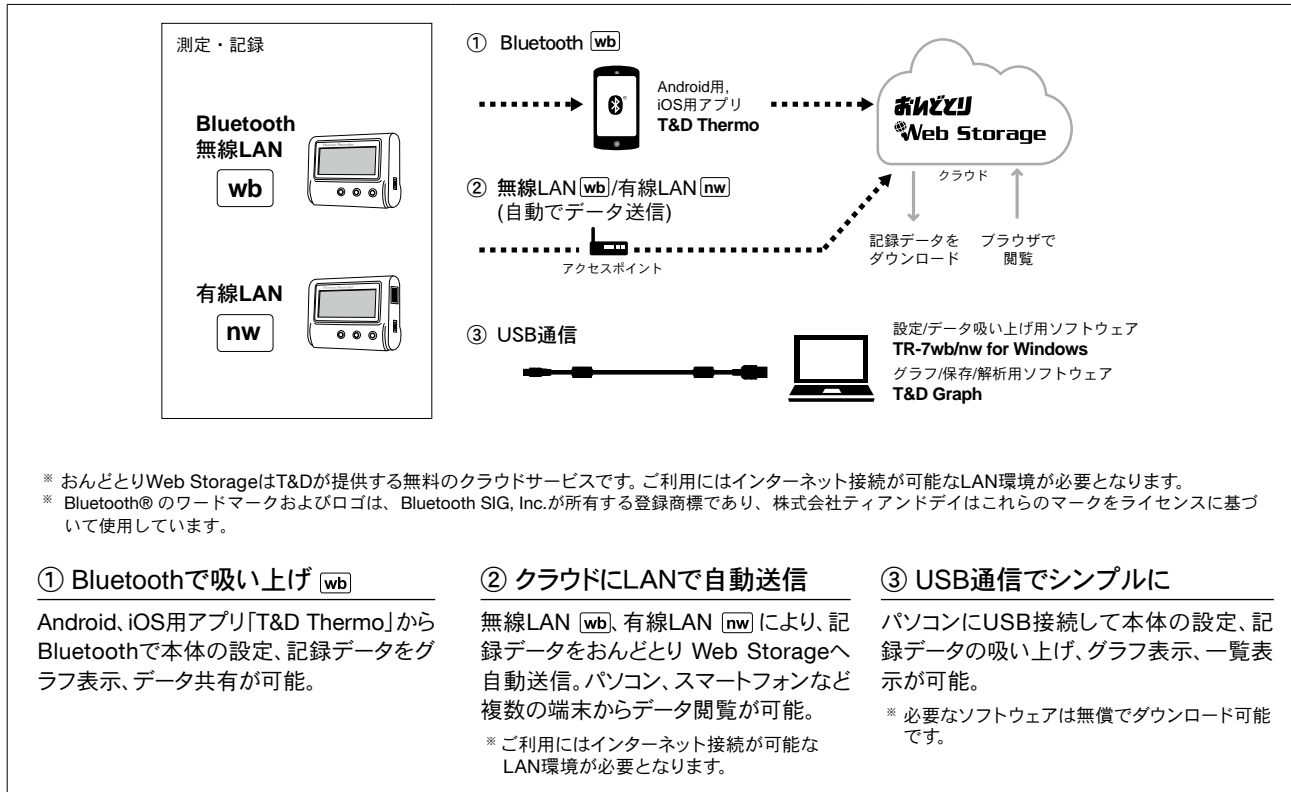 測定・記録
Bluetooth
無線LAN
wb
有線LAN
nw
① Bluetooth wb
Android用,
iOS用アプリ
T&D Thermo
② 無線LAN wb/有線LAN nw
(自動でデータ送信)
アクセスポイント
おんどとり
Web Storage
クラウド
記録データを
ダウンロード
ブラウザで
閲覧
③ USB通信
設定/データ吸い上げ用ソフトウェア
TR-7wb/nw for Windows
グラフ/保存/解析用ソフトウェア
T&D Graph
※ おんどとりWeb StorageはT&Dが提供する無料のクラウドサービスです。ご利用にはインターネット接続が可能なLAN環境が必要となります。
※ Bluetooth® のワードマークおよびロゴは、Bluetooth SIG, Inc.が所有する登録商標であり、株式会社ティアンドデイはこれらのマークをライセンスに基づ
いて使用しています。
① Bluetoothで吸い上げ wb
Android、iOS用アプリ「T&D Thermo」から
Bluetoothで本体の設定、記録データをグ
ラフ表示、データ共有が可能。
② クラウドにLANで自動送信
無線LAN wb、有線LAN nw により、記
録データをおんどとり Web Storageへ
自動送信。パソコン、スマートフォンなど
複数の端末からデータ閲覧が可能。
※ ご利用にはインターネット接続が可能な
LAN環境が必要となります。
③ USB通信でシンプルに
パソコンにUSB接続して本体の設定、記
録データの吸い上げ、グラフ表示、一覧表
示が可能。
※ 必要なソフトウェアは無償でダウンロード可能
です。